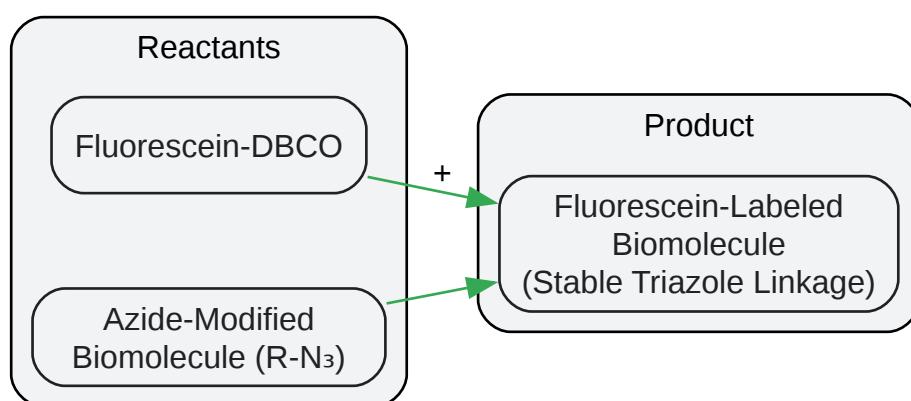 Reactants
Fluorescein-DBCO
Azide-Modified
Biomolecule (R-N₃)
+
Product
Fluorescein-Labeled
Biomolecule
(Stable Triazole Linkage)